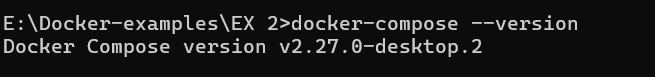 E:\Docker-examples\EX 2>docker-compose --version
Docker Compose version v2.27.0-desktop.2